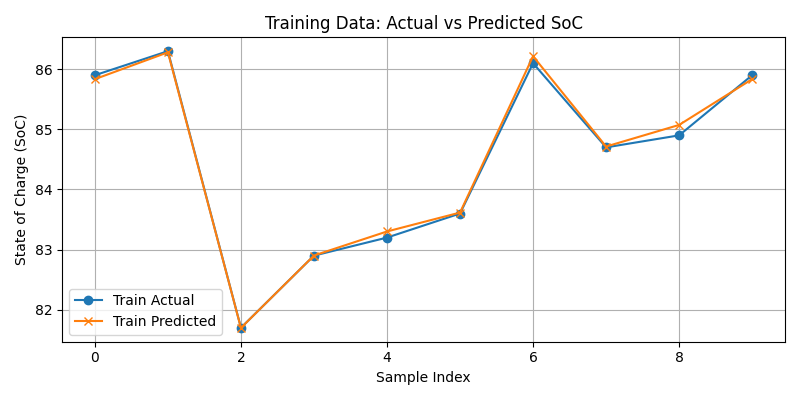 Training Data: Actual vs Predicted SoC
State of Charge (SoC)
86
85
84
83
82
Train Actual
Train Predicted
0 2 4 6 8
Sample Index